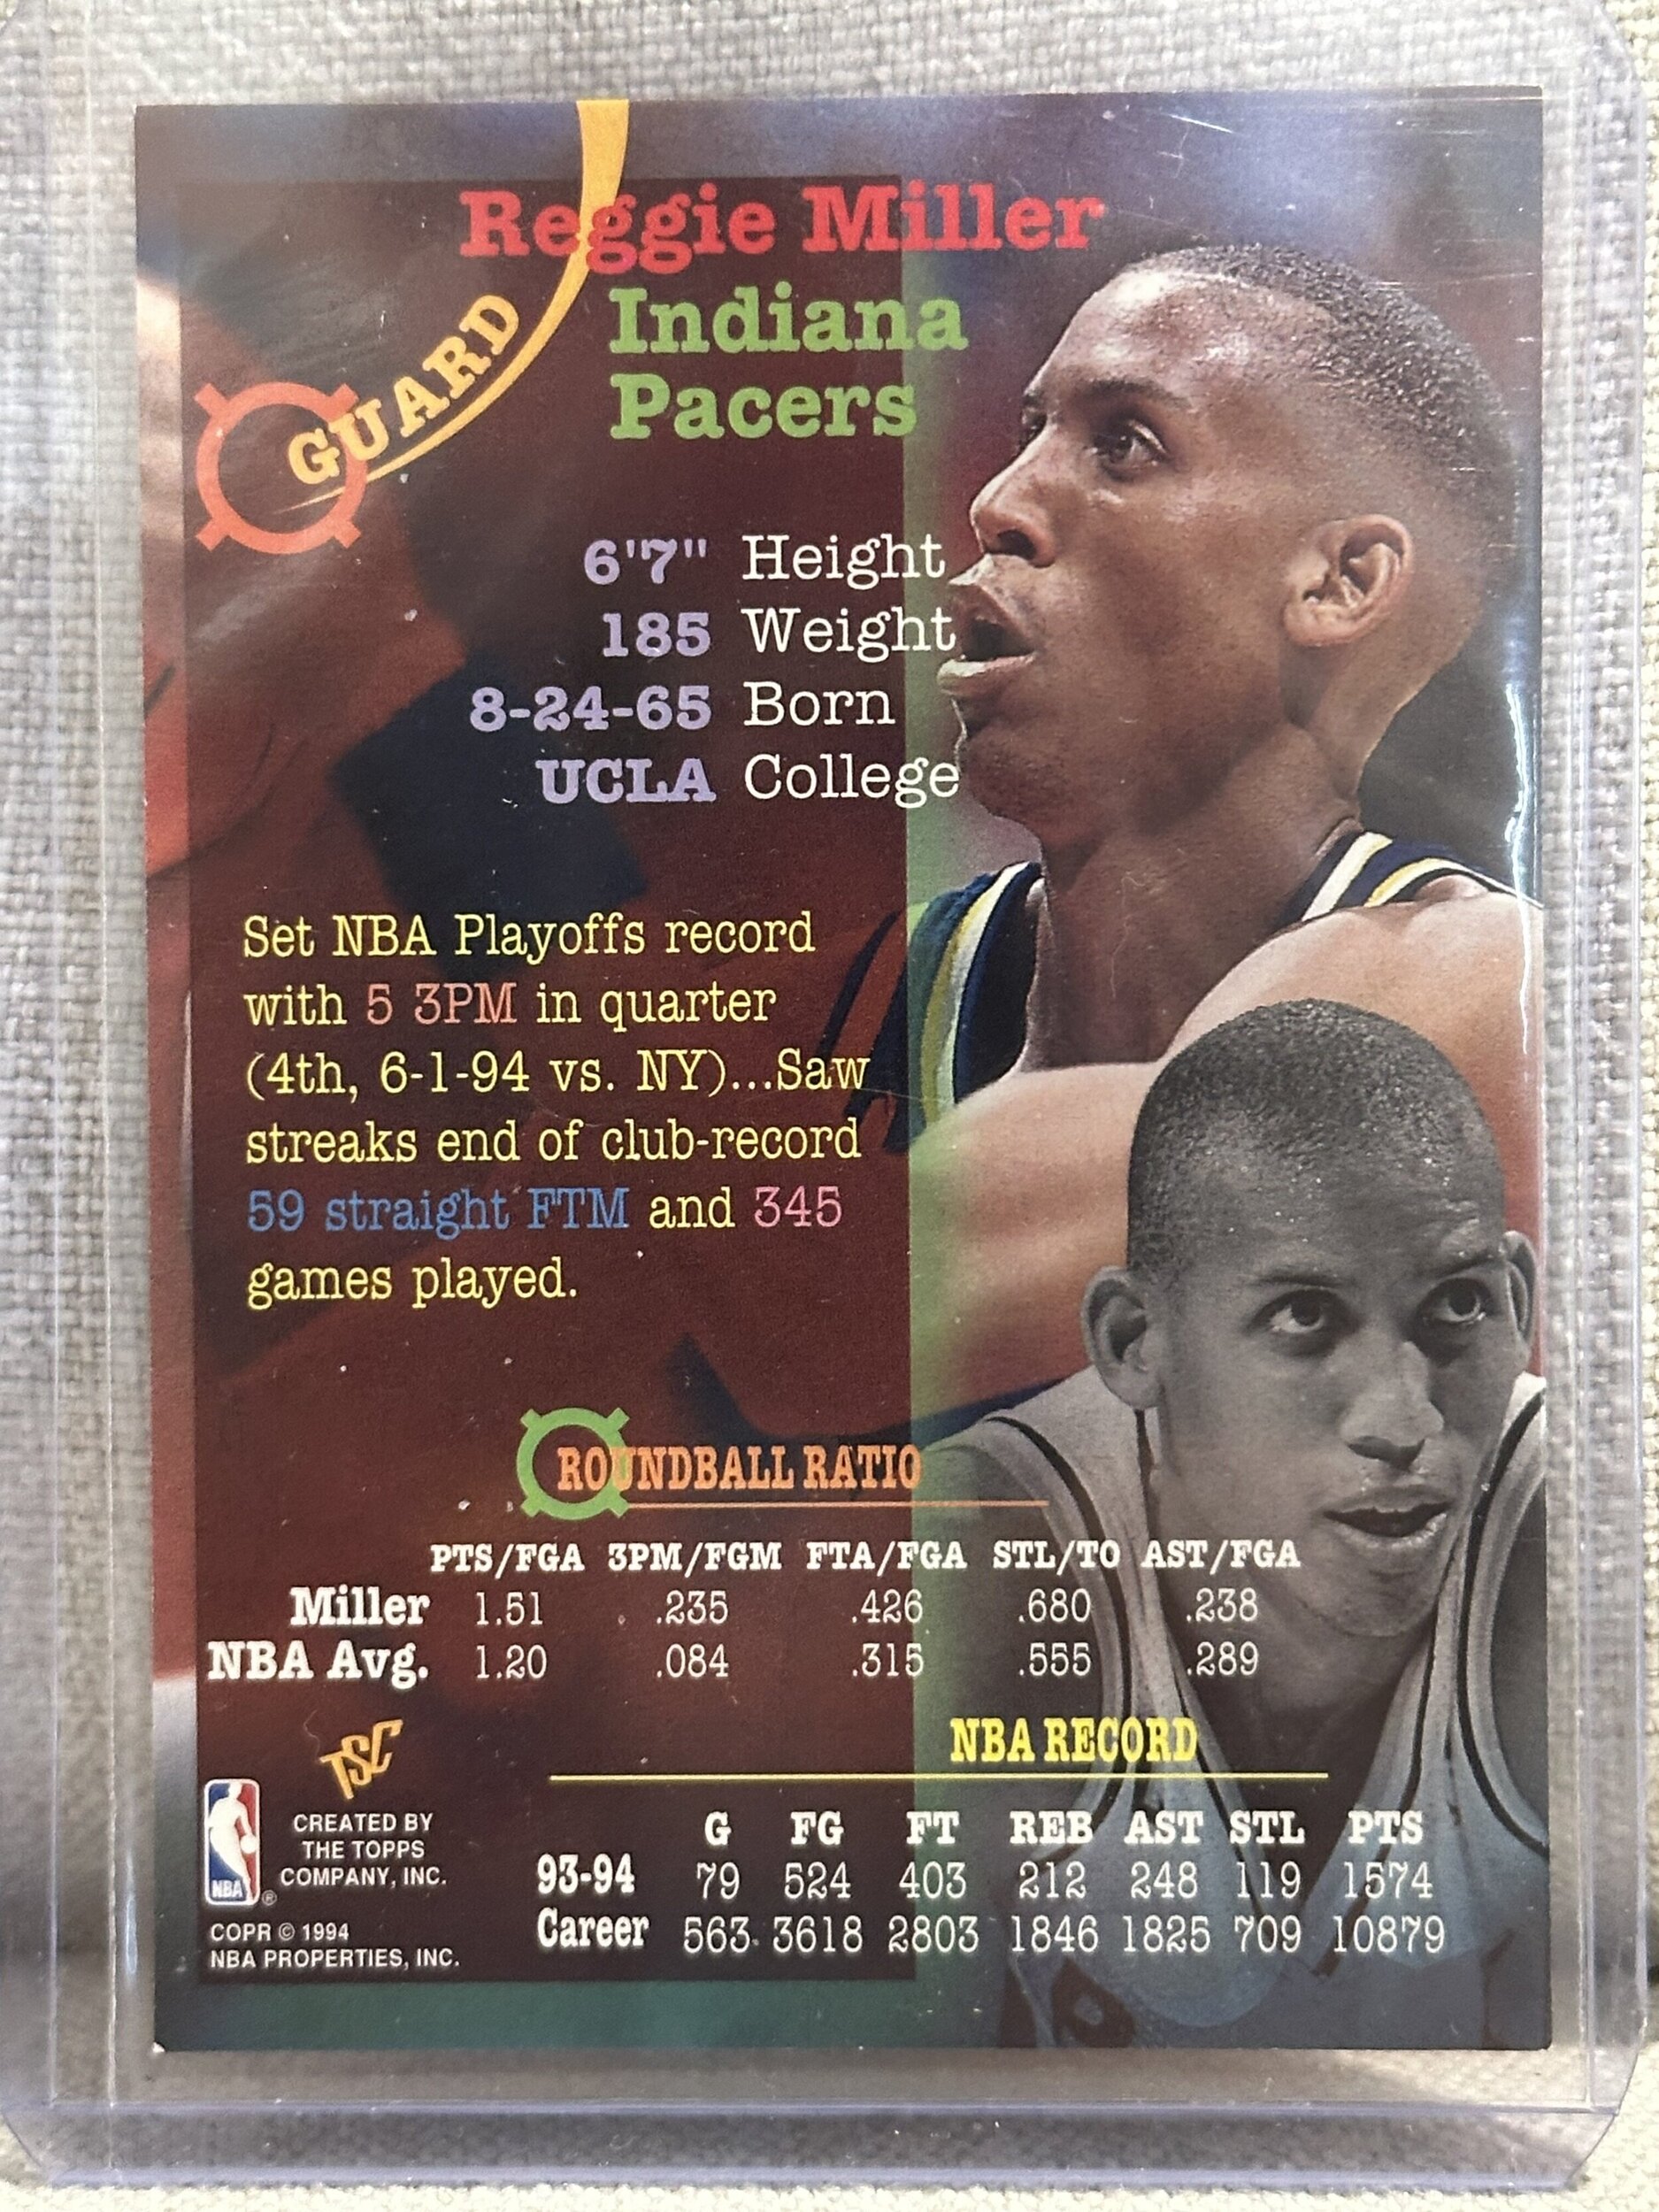 Reggie Miller
Indiana
Pacers
GUARD
6'7" Height
185 Weight
8-24-65 Born
UCLA College
Set NBA Playoffs record
with 5 3PM in quarter
(4th, 6-1-94 vs. NY)...Saw
streaks end of club-record
59 straight FTM and 345
games played.
ROUNDBALL RATIO
PTS/FGA 3PM/FGM FTA/FGA STL/TO AST/FGA
Miller 1.51 .235 .426 .680 .238
NBA Avg. 1.20 .084 .315 .555 .289
NBA RECORD
G FG FT REB AST STL PTS
93-94 79 524 403 212 248 119 1574
Career 563 3618 2803 1846 1825 709 10879
TSC
CREATED BY
THE TOPPS
COMPANY, INC.
NBA ®
COPR © 1994
NBA PROPERTIES, INC.